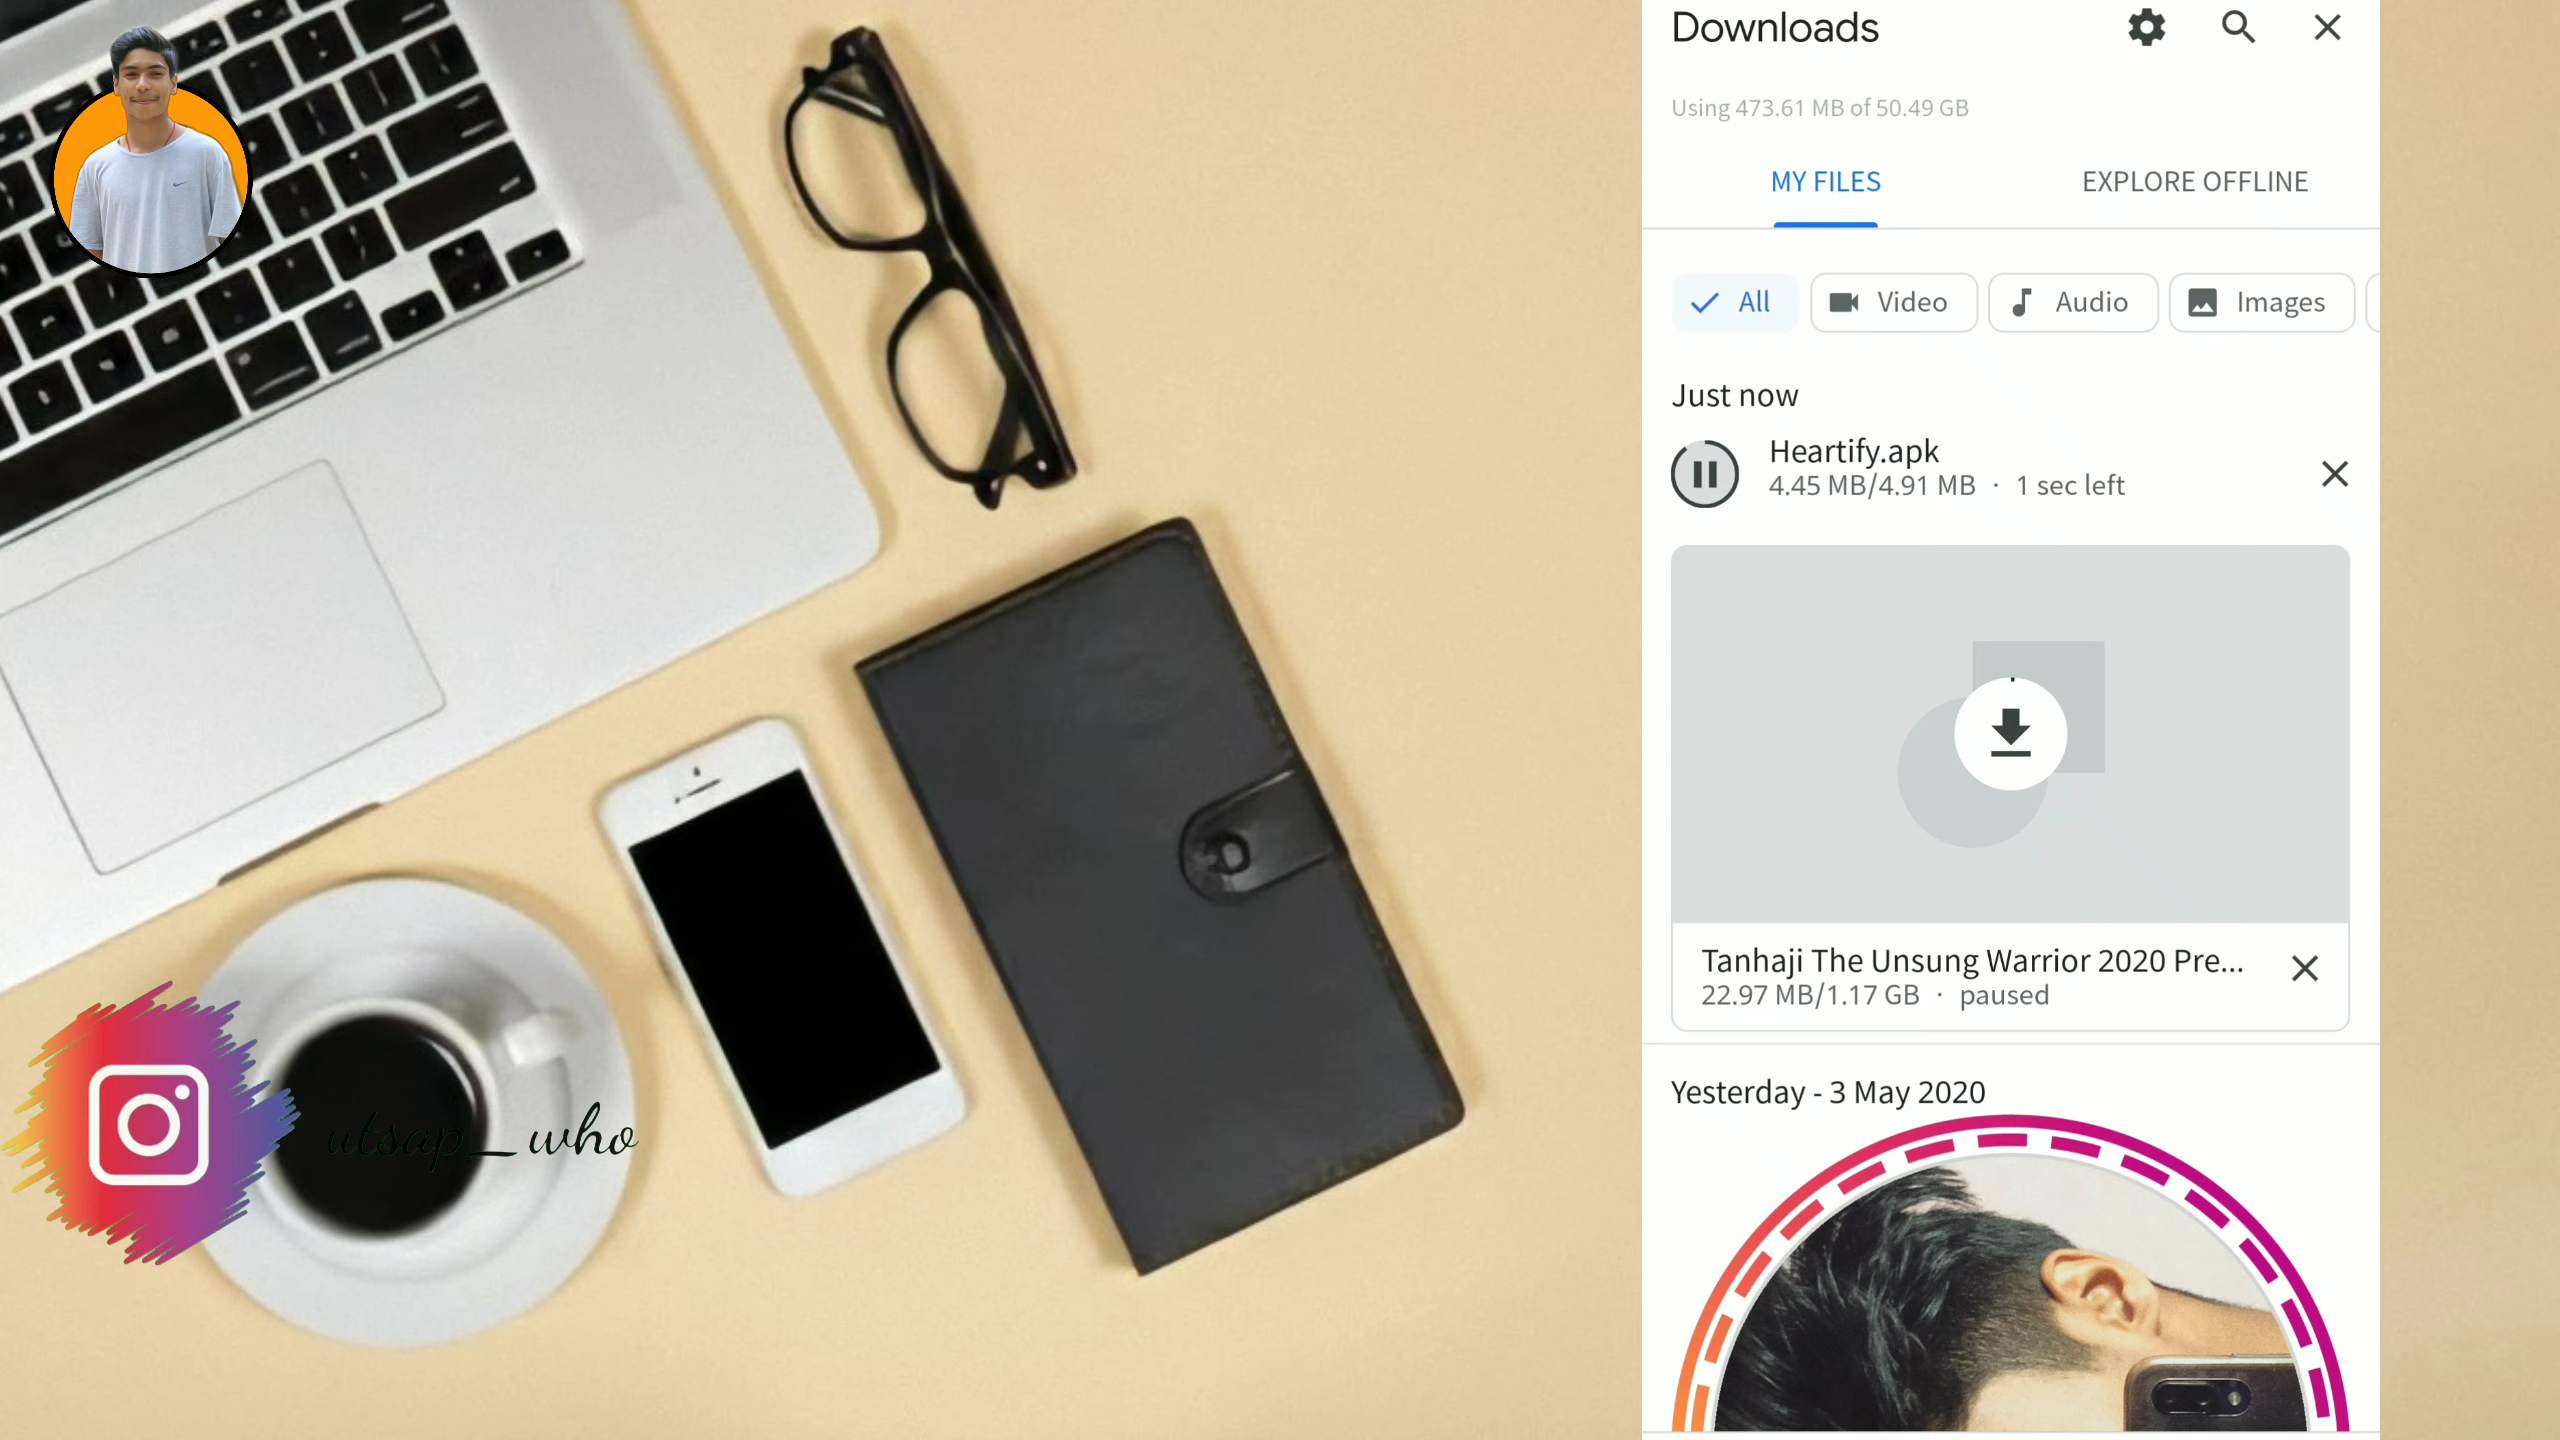 Downloads
Using 473.61 MB of 50.49 GB
MY FILES
EXPLORE OFFLINE
All
Video
Audio
Images
Just now
Heartify.apk
4.45 MB/4.91 MB · 1 sec left
Tanhaji The Unsung Warrior 2020 Pre...
22.97 MB/1.17 GB · paused
Yesterday - 3 May 2020
utsap_who